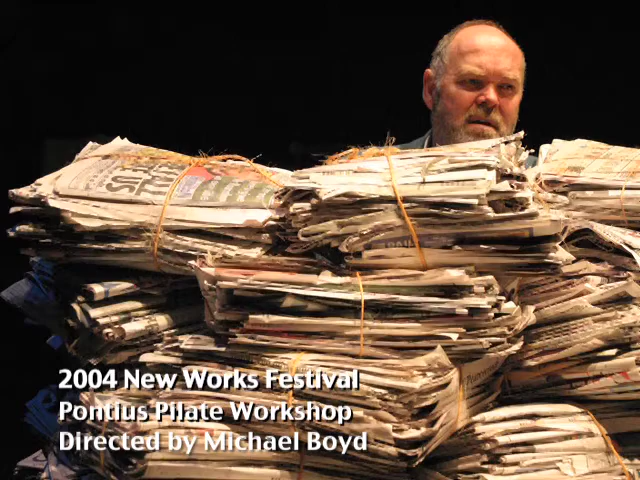 2004 New Works Festival
Pontius Pilate Workshop
Directed by Michael Boyd